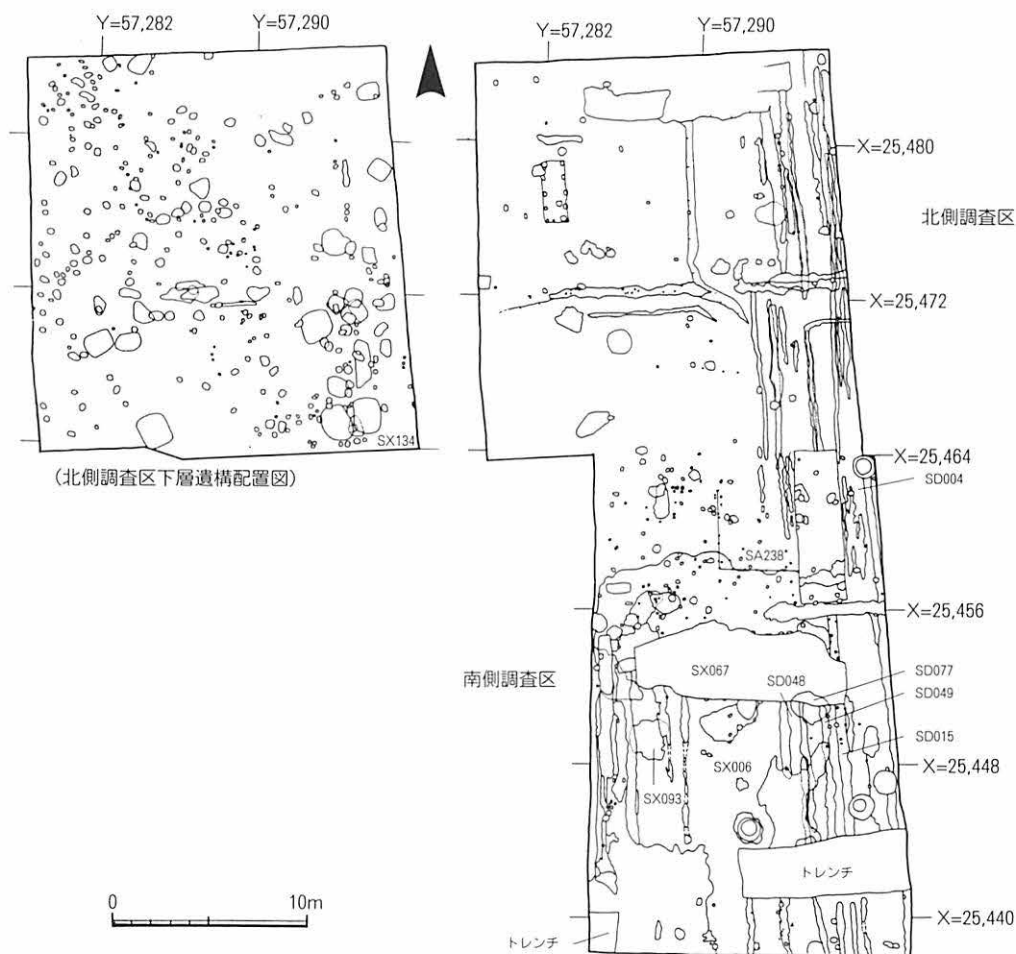 Y=57,282
Y=57,290
SX134
(北側調査区下層遺構配置図)
Y=57,282
Y=57,290
X=25,480
北側調査区
X=25,472
X=25,464
SD004
SA238
X=25,456
南側調査区
SX067
SD048
SD077
SD049
SD015
SX006
X=25,448
SX093
トレンチ
X=25,440
トレンチ
0
10m